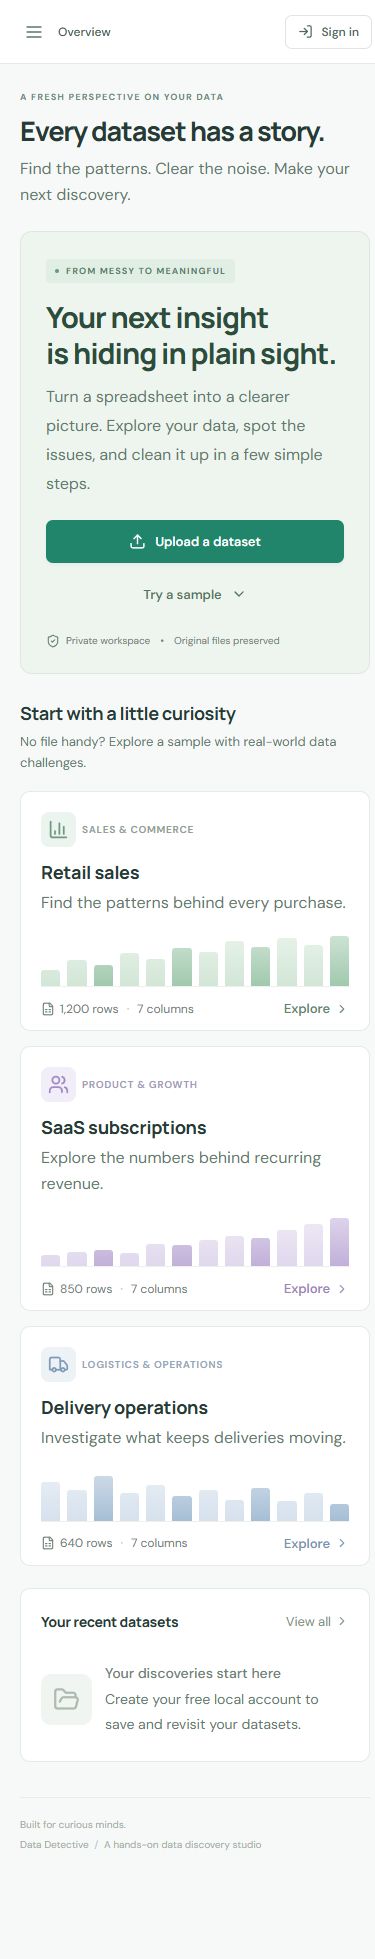 Overview
Sign in
A FRESH PERSPECTIVE ON YOUR DATA
Every dataset has a story.
Find the patterns. Clear the noise. Make your
next discovery.
• FROM MESSY TO MEANINGFUL
Your next insight
is hiding in plain sight.
Turn a spreadsheet into a clearer
picture. Explore your data, spot the
issues, and clean it up in a few simple
steps.
Upload a dataset
Try a sample
Private workspace • Original files preserved
Start with a little curiosity
No file handy? Explore a sample with real-world data
challenges.
SALES & COMMERCE
Retail sales
Find the patterns behind every purchase.
1,200 rows · 7 columns
Explore
PRODUCT & GROWTH
SaaS subscriptions
Explore the numbers behind recurring
revenue.
850 rows · 7 columns
Explore
LOGISTICS & OPERATIONS
Delivery operations
Investigate what keeps deliveries moving.
640 rows · 7 columns
Explore
Your recent datasets
View all
Your discoveries start here
Create your free local account to
save and revisit your datasets.
Built for curious minds.
Data Detective / A hands-on data discovery studio